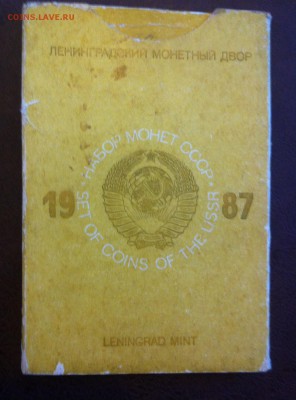 coins.lave.ru
ЛЕНИНГРАДСКИЙ МОНЕТНЫЙ ДВОР
НАБОР МОНЕТ СССР
19 87
SET OF COINS OF THE USSR
LENINGRAD MINT